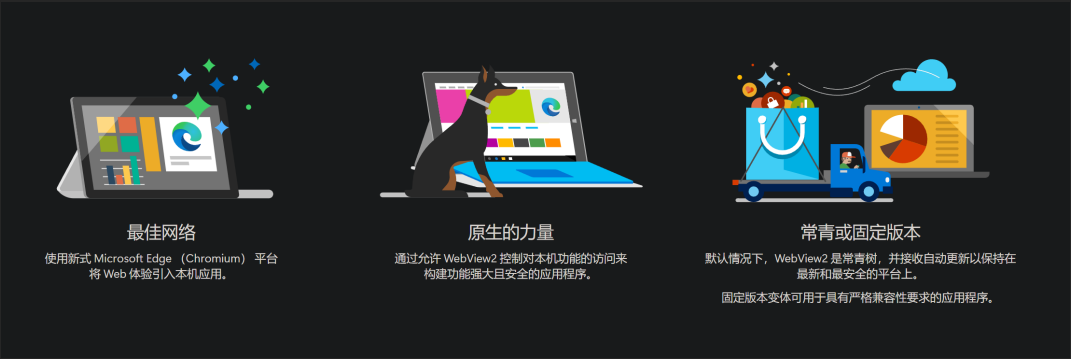 最佳网络
使用新式 Microsoft Edge （Chromium） 平台
将 Web 体验引入本机应用。
原生的力量
通过允许 WebView2 控制对本机功能的访问来
构建功能强大且安全的应用程序。
常青或固定版本
默认情况下，WebView2 是常青树，并接收自动更新以保持在
最新和最安全的平台上。
固定版本变体可用于具有严格兼容性要求的应用程序。